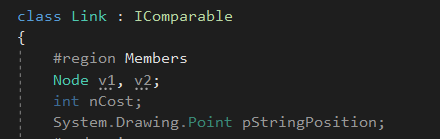 class Link : IComparable
{
#region Members
Node v1, v2;
int nCost;
System.Drawing.Point pStringPosition;